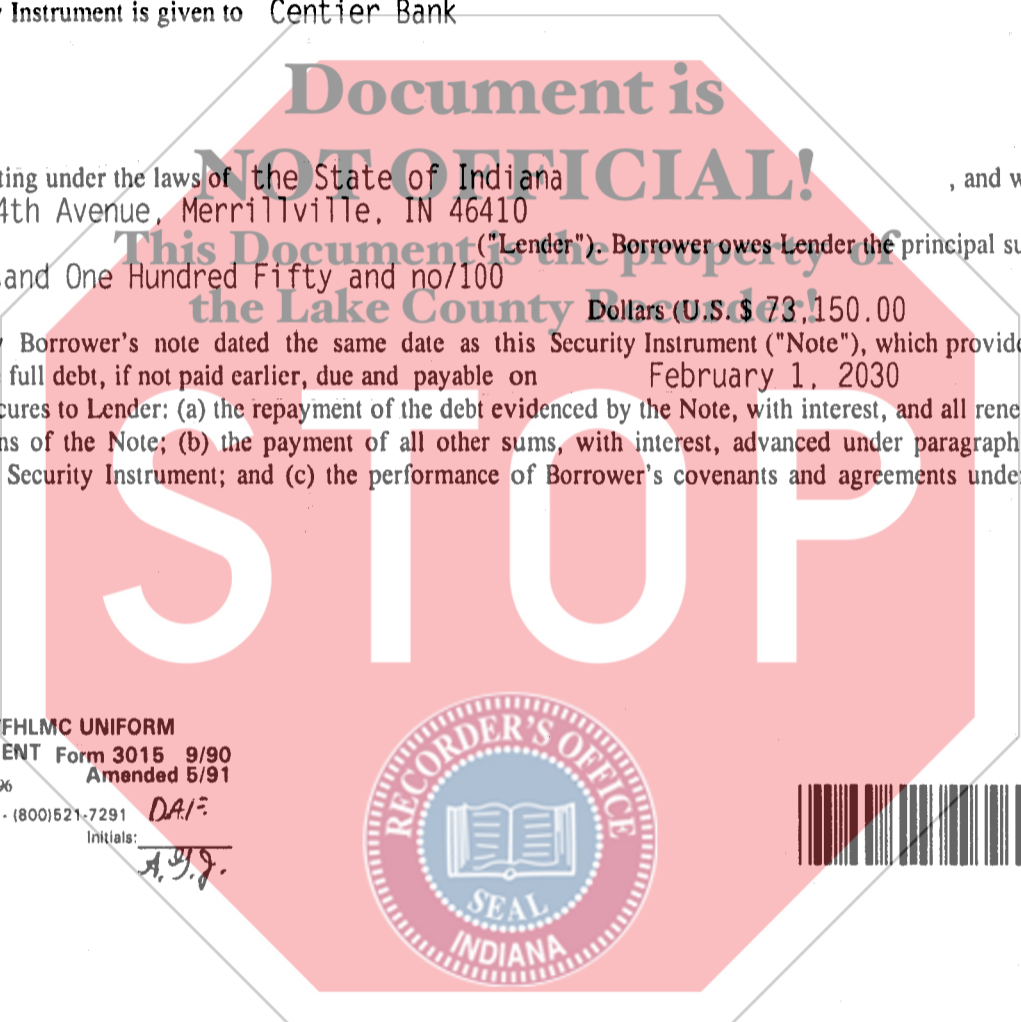 Instrument is given to Centier Bank
Document is
NOT OFFICIAL!
ting under the laws of the State of Indiana , and w
4th Avenue, Merrillville, IN 46410
This Document is the property of
("Lender"). Borrower owes Lender the principal su
and One Hundred Fifty and no/100
the Lake County Recorder!
Dollars (U.S. $ 73,150.00
Borrower's note dated the same date as this Security Instrument ("Note"), which provide
full debt, if not paid earlier, due and payable on February 1, 2030
cures to Lender: (a) the repayment of the debt evidenced by the Note, with interest, and all rene
ns of the Note; (b) the payment of all other sums, with interest, advanced under paragraph
Security Instrument; and (c) the performance of Borrower's covenants and agreements unde
STOP
FHLMC UNIFORM
ENT Form 3015 9/90
Amended 5/91
- (800)521-7291
Initials:
A.G.J.
RECORDER'S OFFICE
SEAL
INDIANA